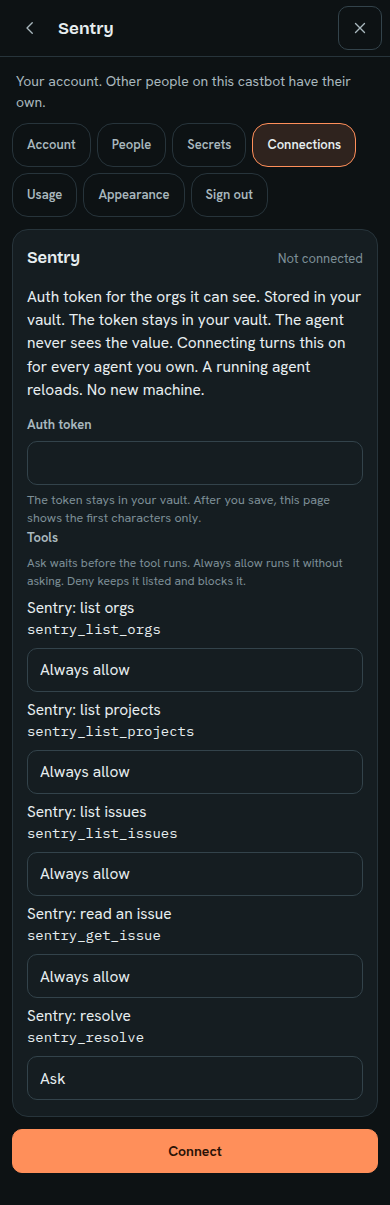 Sentry
Your account. Other people on this castbot have their
own.
Account
People
Secrets
Connections
Usage
Appearance
Sign out
Sentry
Not connected
Auth token for the orgs it can see. Stored in your
vault. The token stays in your vault. The agent
never sees the value. Connecting turns this on
for every agent you own. A running agent
reloads. No new machine.
Auth token
The token stays in your vault. After you save, this page
shows the first characters only.
Tools
Ask waits before the tool runs. Always allow runs it without
asking. Deny keeps it listed and blocks it.
Sentry: list orgs
sentry_list_orgs
Always allow
Sentry: list projects
sentry_list_projects
Always allow
Sentry: list issues
sentry_list_issues
Always allow
Sentry: read an issue
sentry_get_issue
Always allow
Sentry: resolve
sentry_resolve
Ask
Connect